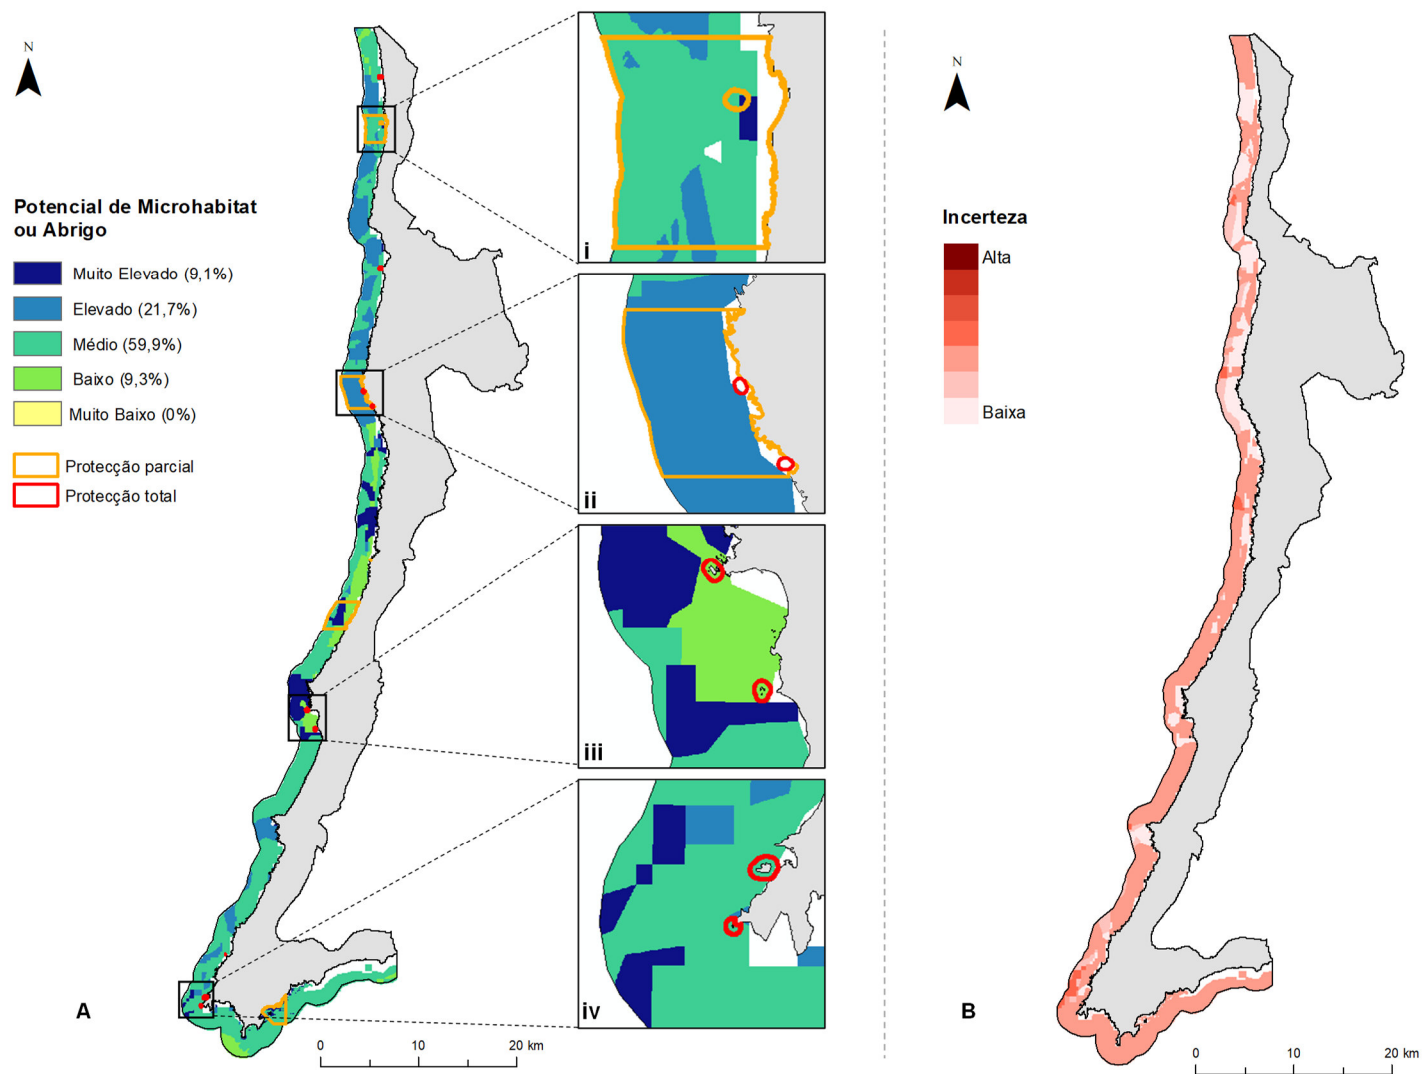 N
Potencial de Microhabitat
ou Abrigo
Muito Elevado (9,1%)
Elevado (21,7%)
Médio (59,9%)
Baixo (9,3%)
Muito Baixo (0%)
Protecção parcial
Protecção total
A
0 10 20 km
i
ii
iii
iv
N
Incerteza
Alta
Baixa
B
0 10 20 km